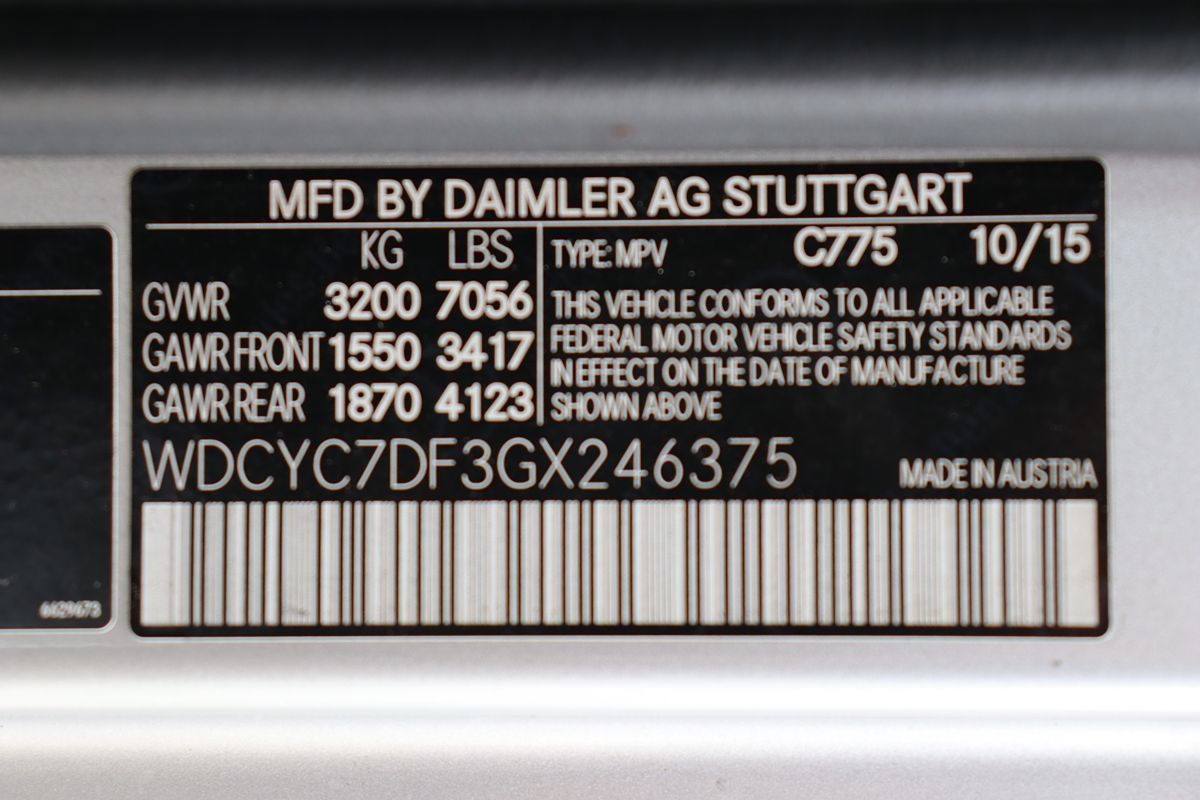 MFD BY DAIMLER AG STUTTGART
KG LBS
GVWR 3200 7056
GAWR FRONT 1550 3417
GAWR REAR 1870 4123
TYPE: MPV C775 10/15
THIS VEHICLE CONFORMS TO ALL APPLICABLE
FEDERAL MOTOR VEHICLE SAFETY STANDARDS
IN EFFECT ON THE DATE OF MANUFACTURE
SHOWN ABOVE
WDCYC7DF3GX246375
MADE IN AUSTRIA
6629673